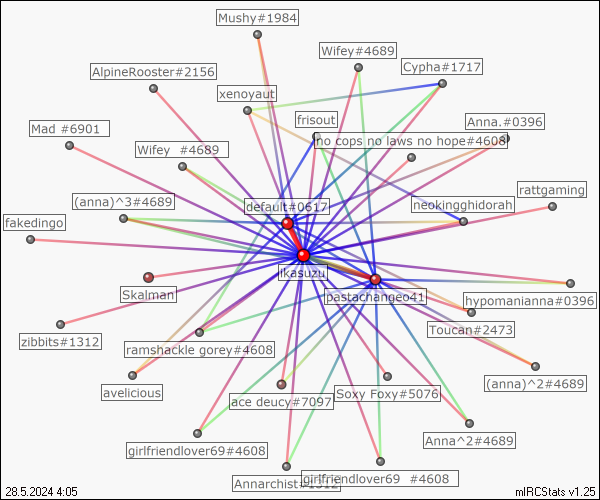 Mushy#1984
Wifey#4689
Cypha#1717
AlpineRooster#2156
xenoyaut
frisout
Anna.#0396
Mad #6901
no cops no laws no hope#4608
Wifey #4689
rattgaming
(anna)^3#4689
default#0617
neokingghidorah
fakedingo
ikasuzu
Skalman
pastachangeo41
hypomanianna#0396
Toucan#2473
zibbits#1312
ramshackle gorey#4608
(anna)^2#4689
avelicious
ace deucy#7097
Soxy Foxy#5076
girlfriendlover69#4608
Anna^2#4689
Annarchist#1312
girlfriendlover69 #4608
28.5.2024 4:05
mIRCStats v1.25